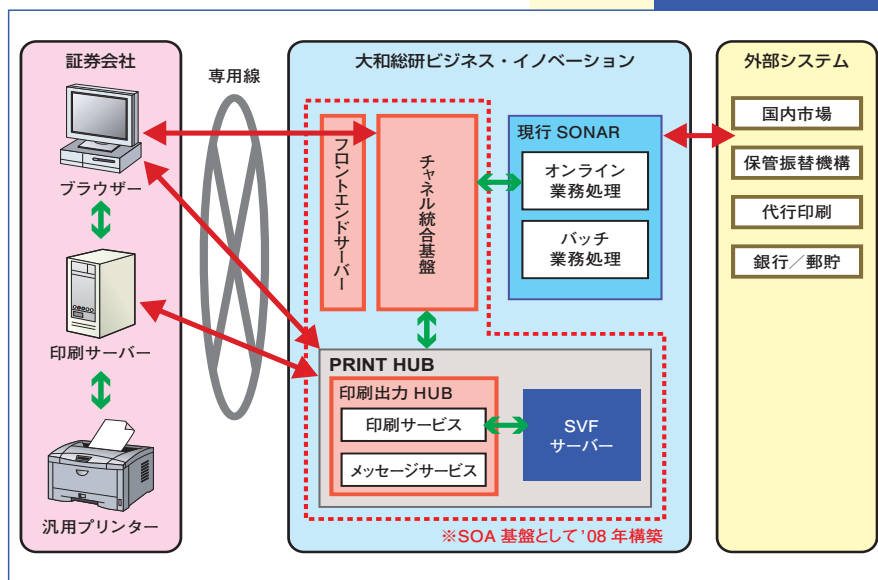 証券会社
ブラウザー
印刷サーバー
汎用プリンター
専用線
大和総研ビジネス・イノベーション
フロントエンドサーバー
チャネル統合基盤
現行 SONAR
オンライン
業務処理
バッチ
業務処理
PRINT HUB
印刷出力 HUB
印刷サービス
メッセージサービス
SVF
サーバー
※SOA 基盤として '08 年構築
外部システム
国内市場
保管振替機構
代行印刷
銀行／郵貯